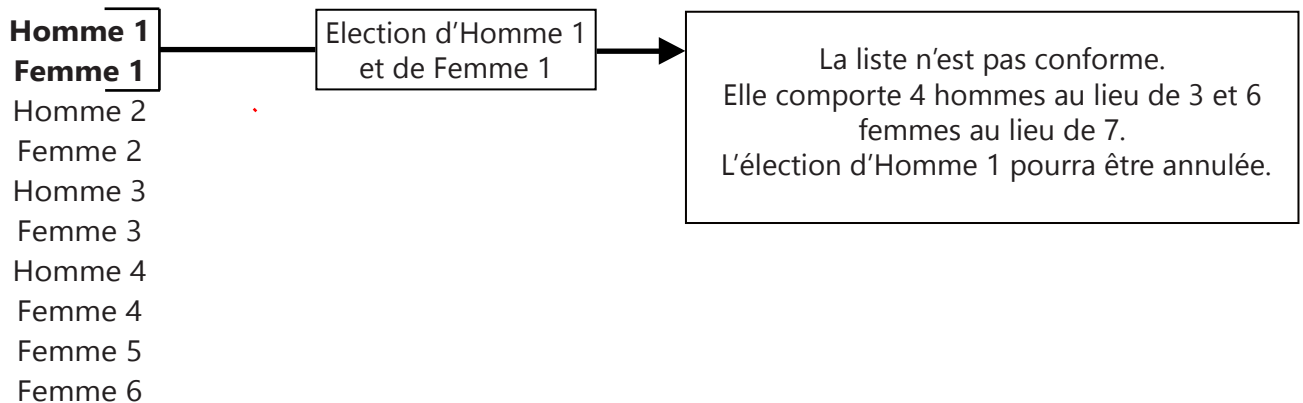 Homme 1
Femme 1
Homme 2
Femme 2
Homme 3
Femme 3
Homme 4
Femme 4
Femme 5
Femme 6
Election d’Homme 1
et de Femme 1
La liste n’est pas conforme.
Elle comporte 4 hommes au lieu de 3 et 6
femmes au lieu de 7.
L’élection d’Homme 1 pourra être annulée.